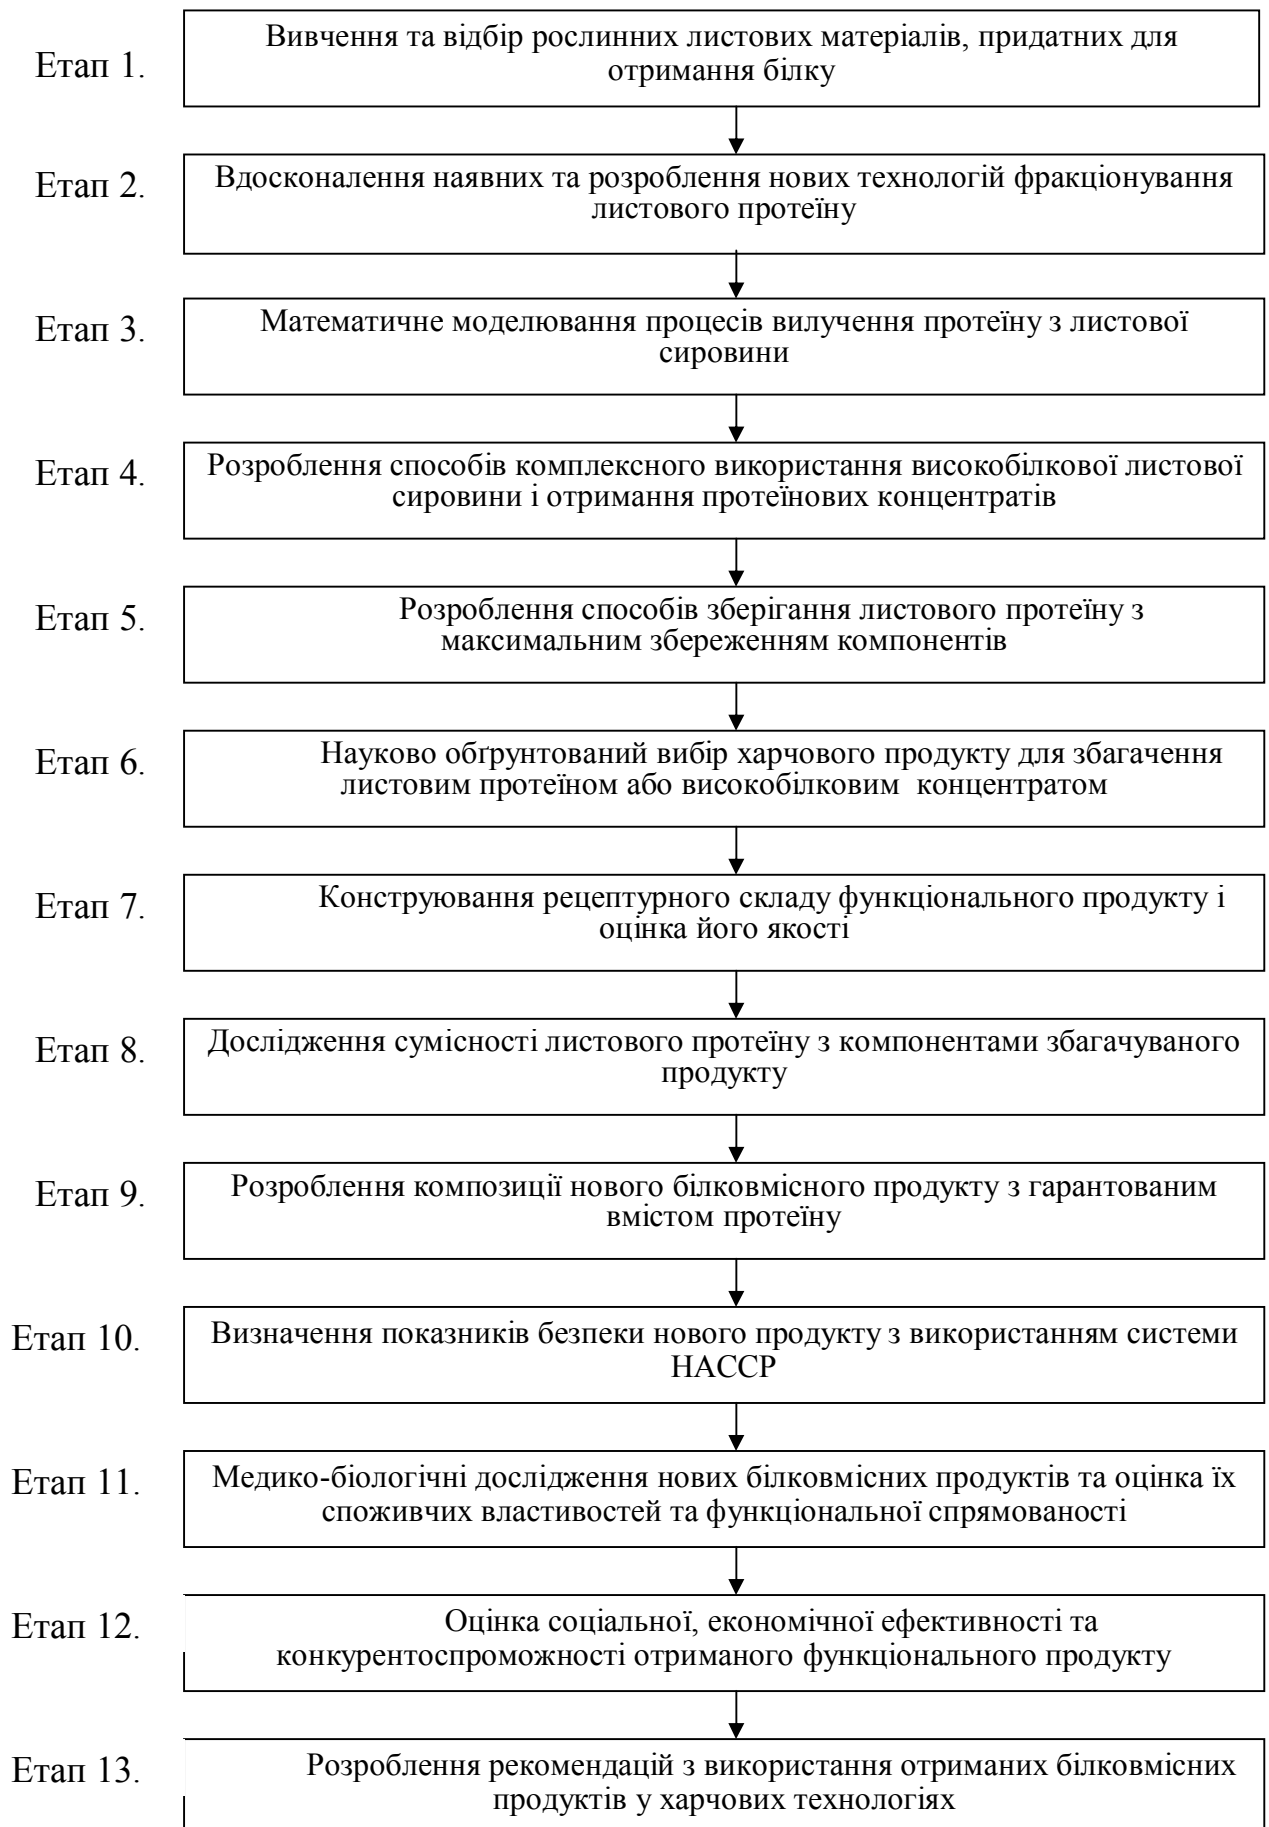 Етап 1.
Вивчення та відбір рослинних листових матеріалів, придатних для
отримання білку
Етап 2.
Вдосконалення наявних та розроблення нових технологій фракціонування
листового протеїну
Етап 3.
Математичне моделювання процесів вилучення протеїну з листової
сировини
Етап 4.
Розроблення способів комплексного використання високобілкової листової
сировини і отримання протеїнових концентратів
Етап 5.
Розроблення способів зберігання листового протеїну з
максимальним збереженням компонентів
Етап 6.
Науково обґрунтований вибір харчового продукту для збагачення
листовим протеїном або високобілковим концентратом
Етап 7.
Конструювання рецептурного складу функціонального продукту і
оцінка його якості
Етап 8.
Дослідження сумісності листового протеїну з компонентами збагачуваного
продукту
Етап 9.
Розроблення композиції нового білковмісного продукту з гарантованим
вмістом протеїну
Етап 10.
Визначення показників безпеки нового продукту з використанням системи
НАССР
Етап 11.
Медико-біологічні дослідження нових білковмісних продуктів та оцінка їх
споживчих властивостей та функціональної спрямованості
Етап 12.
Оцінка соціальної, економічної ефективності та
конкурентоспроможності отриманого функціонального продукту
Етап 13.
Розроблення рекомендацій з використання отриманих білковмісних
продуктів у харчових технологіях